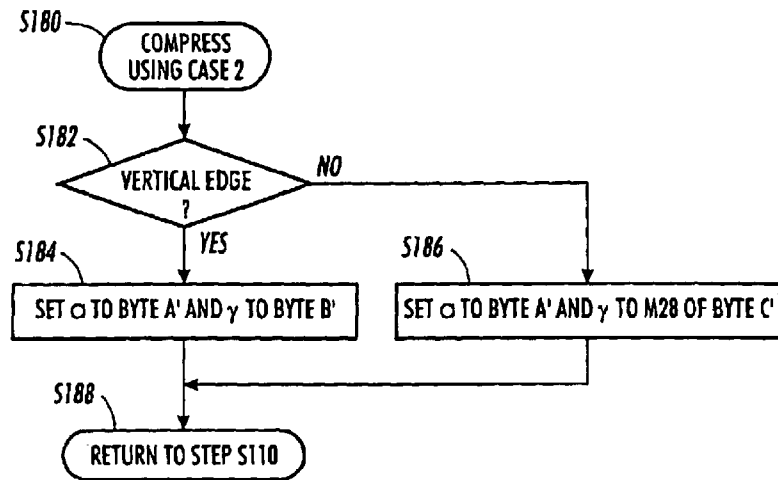 S180
COMPRESS
USING CASE 2
S182
VERTICAL EDGE
?
NO
YES
S184
SET α TO BYTE A' AND γ TO BYTE B'
S186
SET α TO BYTE A' AND γ TO M28 OF BYTE C'
S188
RETURN TO STEP S110